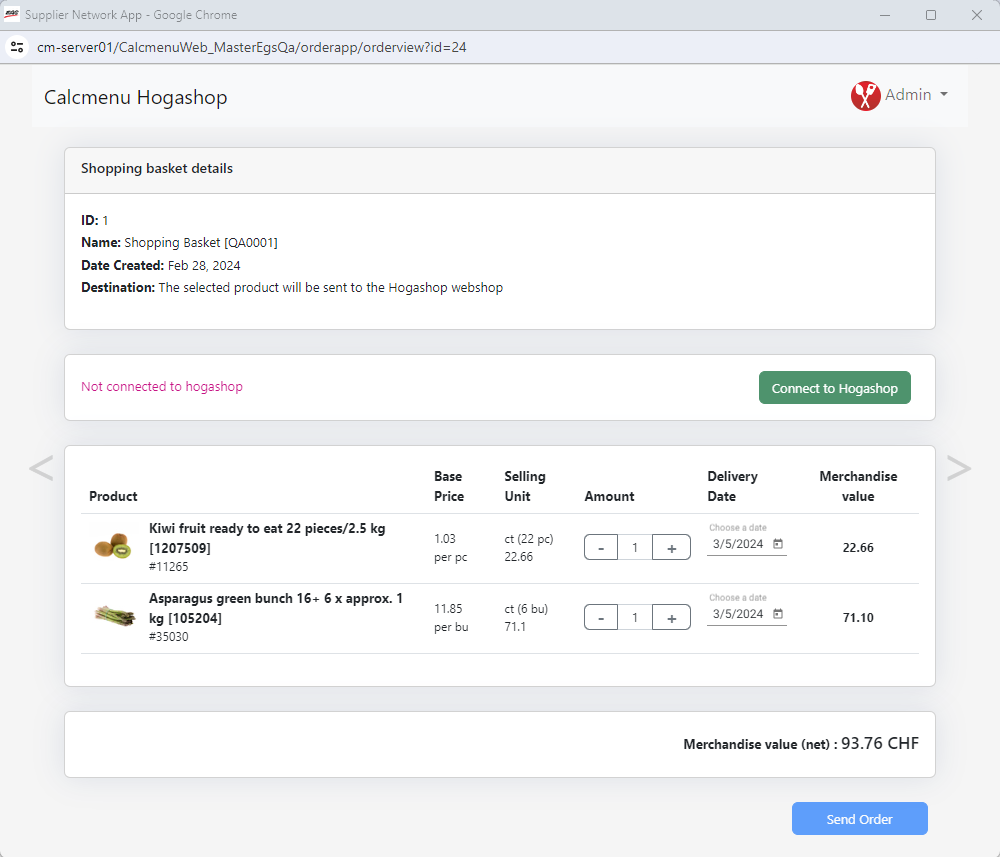 Supplier Network App - Google Chrome
cm-server01/CalcmenuWeb_MasterEgsQa/orderapp/orderview?id=24
Calcmenu Hogashop
Admin
Shopping basket details
ID: 1
Name: Shopping Basket [QA0001]
Date Created: Feb 28, 2024
Destination: The selected product will be sent to the Hogashop webshop
Not connected to hogashop
Connect to Hogashop
<
>
Product
Base
Price
Selling
Unit
Amount
Delivery
Date
Merchandise
value
Kiwi fruit ready to eat 22 pieces/2.5 kg
[1207509]
#11265
1.03
per pc
ct (22 pc)
22.66
- 1 +
Choose a date
3/5/2024
22.66
Asparagus green bunch 16+ 6 x approx. 1
kg [105204]
#35030
11.85
per bu
ct (6 bu)
71.1
- 1 +
Choose a date
3/5/2024
71.10
Merchandise value (net) : 93.76 CHF
Send Order